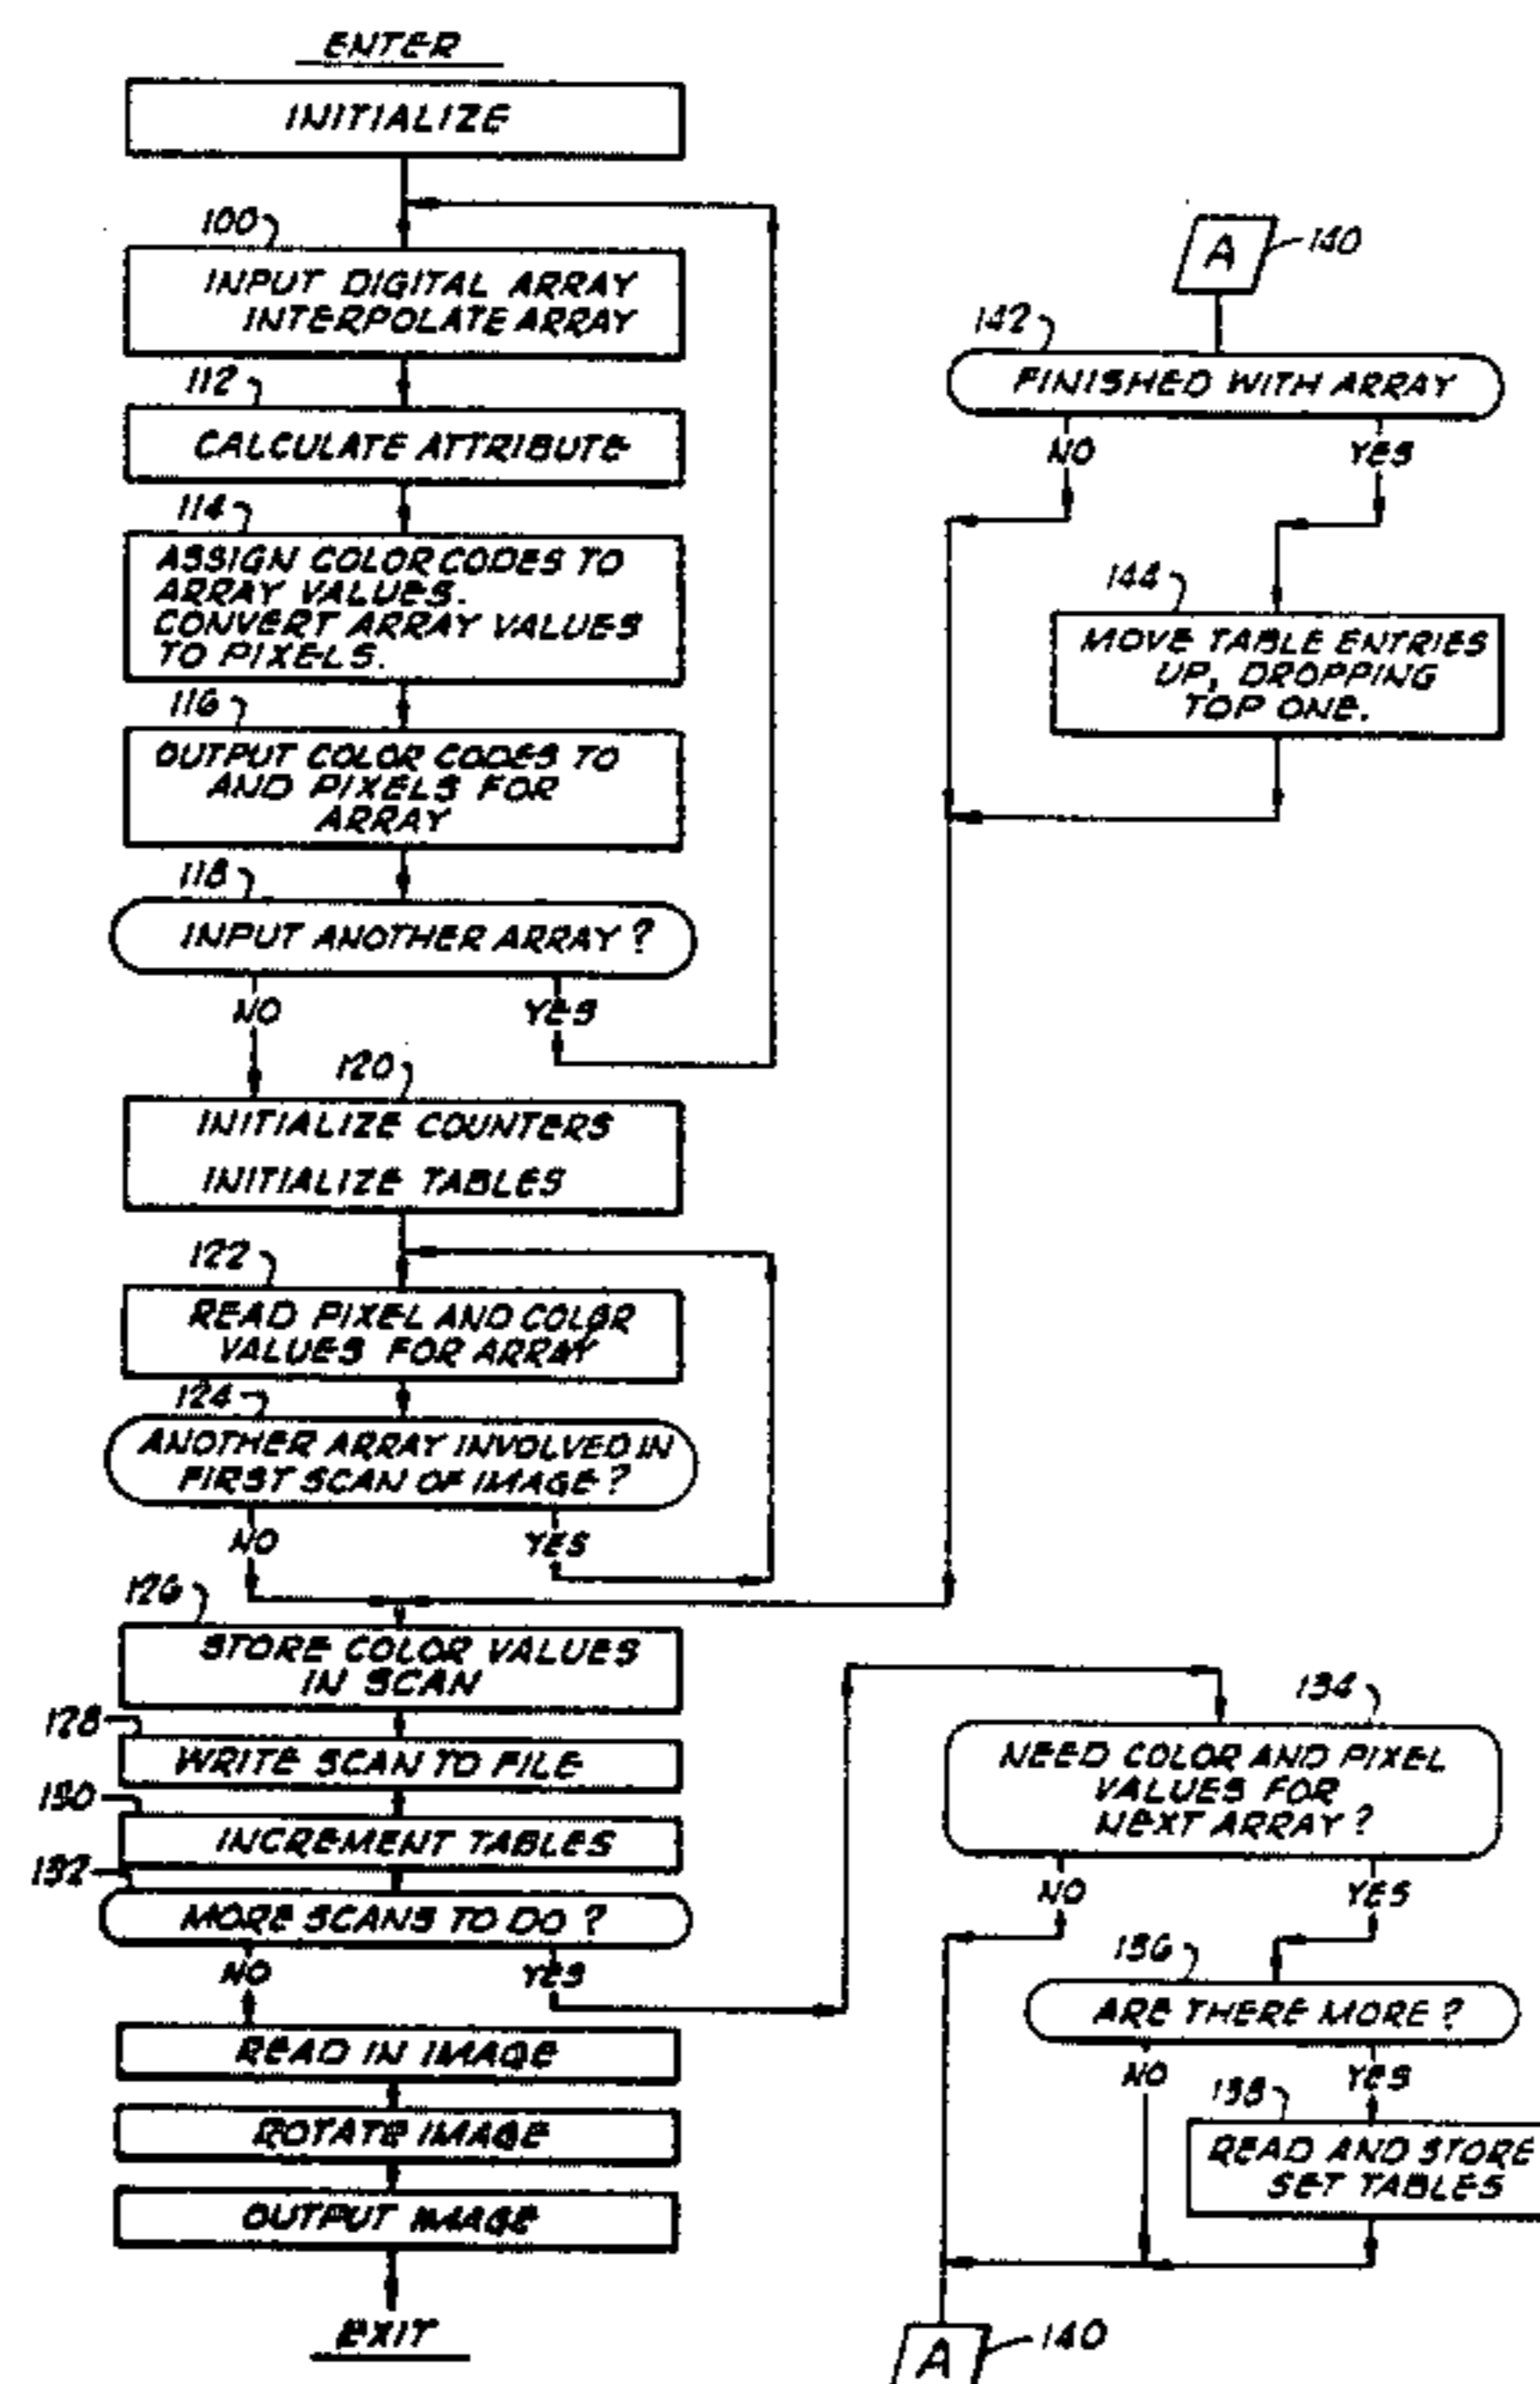 ENTER
INITIALIZE
100
INPUT DIGITAL ARRAY
INTERPOLATE ARRAY
112
CALCULATE ATTRIBUTE
114
ASSIGN COLOR CODES TO
ARRAY VALUES.
CONVERT ARRAY VALUES
TO PIXELS.
116
OUTPUT COLOR CODES TO
AND PIXELS FOR
ARRAY
118
INPUT ANOTHER ARRAY?
NO
YES
120
INITIALIZE COUNTERS
INITIALIZE TABLES
122
READ PIXEL AND COLOR
VALUES FOR ARRAY
124
ANOTHER ARRAY INVOLVED IN
FIRST SCAN OF IMAGE?
NO
YES
126
STORE COLOR VALUES
IN SCAN
128
WRITE SCAN TO FILE
130
INCREMENT TABLES
132
MORE SCANS TO DO?
NO
YES
READ IN IMAGE
ROTATE IMAGE
OUTPUT IMAGE
EXIT
A
140
142
FINISHED WITH ARRAY
NO
YES
144
MOVE TABLE ENTRIES
UP, DROPPING
TOP ONE.
134
NEED COLOR AND PIXEL
VALUES FOR
NEXT ARRAY?
NO
YES
136
ARE THERE MORE?
NO
YES
138
READ AND STORE
SET TABLES
A
140